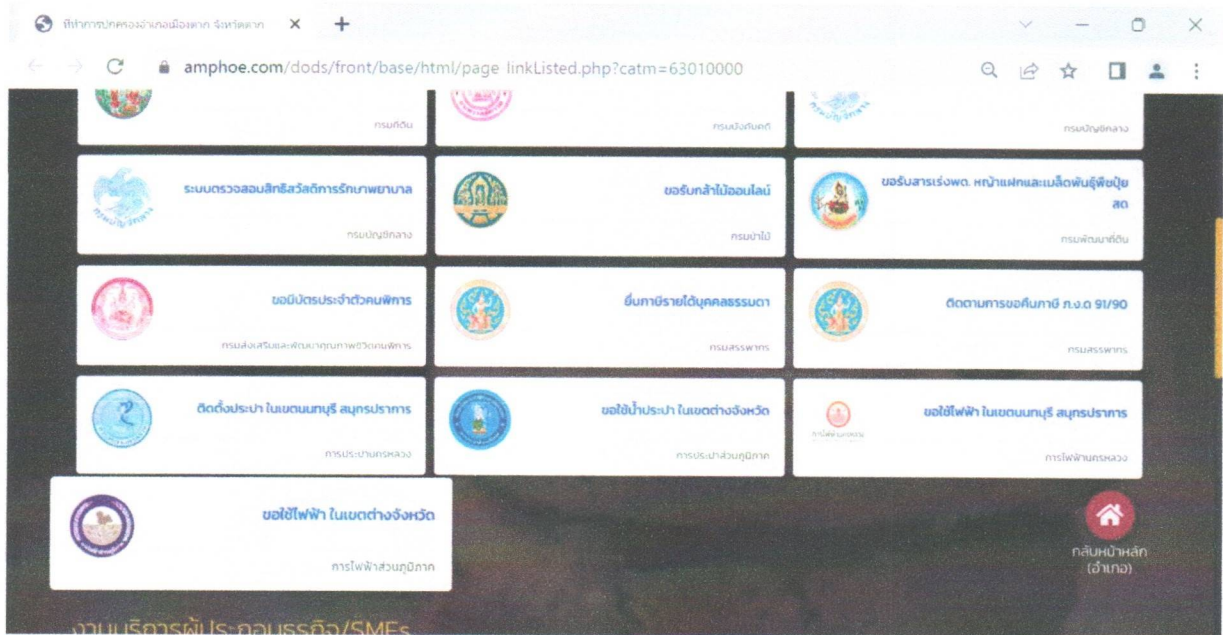 ที่ทำการปกครองอำเภอเมืองตาก จังหวัดตาก
amphoe.com/dods/front/base/html/page linkListed.php?catm=63010000
กรมที่ดิน
กรมบังคับคดี
กรมบัญชีกลาง
ระบบตรวจสอบสิทธิสวัสดิการรักษาพยาบาล
กรมบัญชีกลาง
ขอรับกล้าไม้ออนไลน์
กรมป่าไม้
ขอรับสารเร่งพด. หญ้าแฝกและเมล็ดพันธุ์พืชปุ๋ย
สด
กรมพัฒนาที่ดิน
ขอมีบัตรประจำตัวคนพิการ
กรมส่งเสริมและพัฒนาคุณภาพชีวิตคนพิการ
ยื่นภาษีรายได้บุคคลธรรมดา
กรมสรรพากร
ติดตามการขอคืนภาษี ภ.ง.ด 91/90
กรมสรรพากร
ติดตั้งประปา ในเขตนนทบุรี สมุทรปราการ
การประปานครหลวง
ขอใช้น้ำประปา ในเขตต่างจังหวัด
การประปาส่วนภูมิภาค
ขอใช้ไฟฟ้า ในเขตนนทบุรี สมุทรปราการ
การไฟฟ้านครหลวง
ขอใช้ไฟฟ้า ในเขตต่างจังหวัด
การไฟฟ้าส่วนภูมิภาค
กลับหน้าหลัก
(อำเภอ)
งานบริการผู้ประกอบธุรกิจ/SMEs